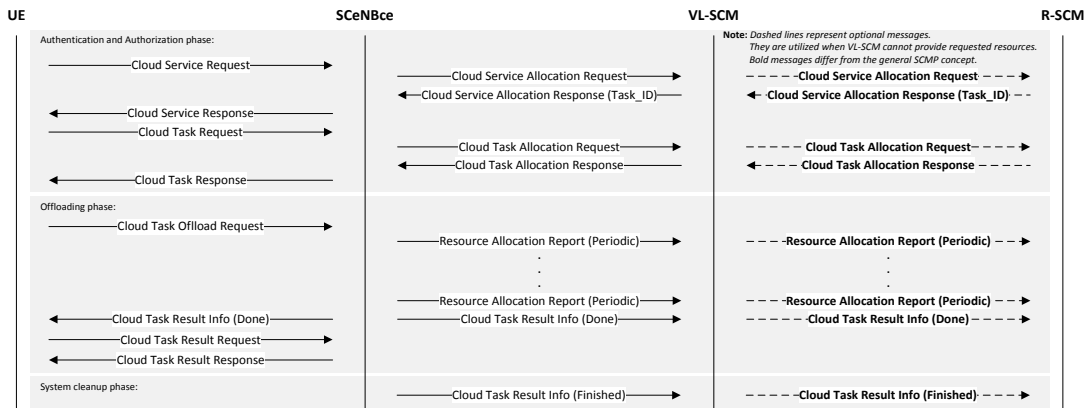 UE SCeNBce VL-SCM R-SCM
Authentication and Authorization phase:
Note: Dashed lines represent optional messages.
They are utilized when VL-SCM cannot provide requested resources.
Bold messages differ from the general SCMP concept.
Cloud Service Request
Cloud Service Allocation Request Cloud Service Allocation Request
Cloud Service Allocation Response (Task_ID) Cloud Service Allocation Response (Task_ID)
Cloud Service Response
Cloud Task Request
Cloud Task Allocation Request Cloud Task Allocation Request
Cloud Task Allocation Response Cloud Task Allocation Response
Cloud Task Response
Offloading phase:
Cloud Task Oflload Request
Resource Allocation Report (Periodic) Resource Allocation Report (Periodic)
. .
. .
. .
Resource Allocation Report (Periodic) Resource Allocation Report (Periodic)
Cloud Task Result Info (Done) Cloud Task Result Info (Done) Cloud Task Result Info (Done)
Cloud Task Result Request
Cloud Task Result Response
System cleanup phase:
Cloud Task Result Info (Finished) Cloud Task Result Info (Finished)